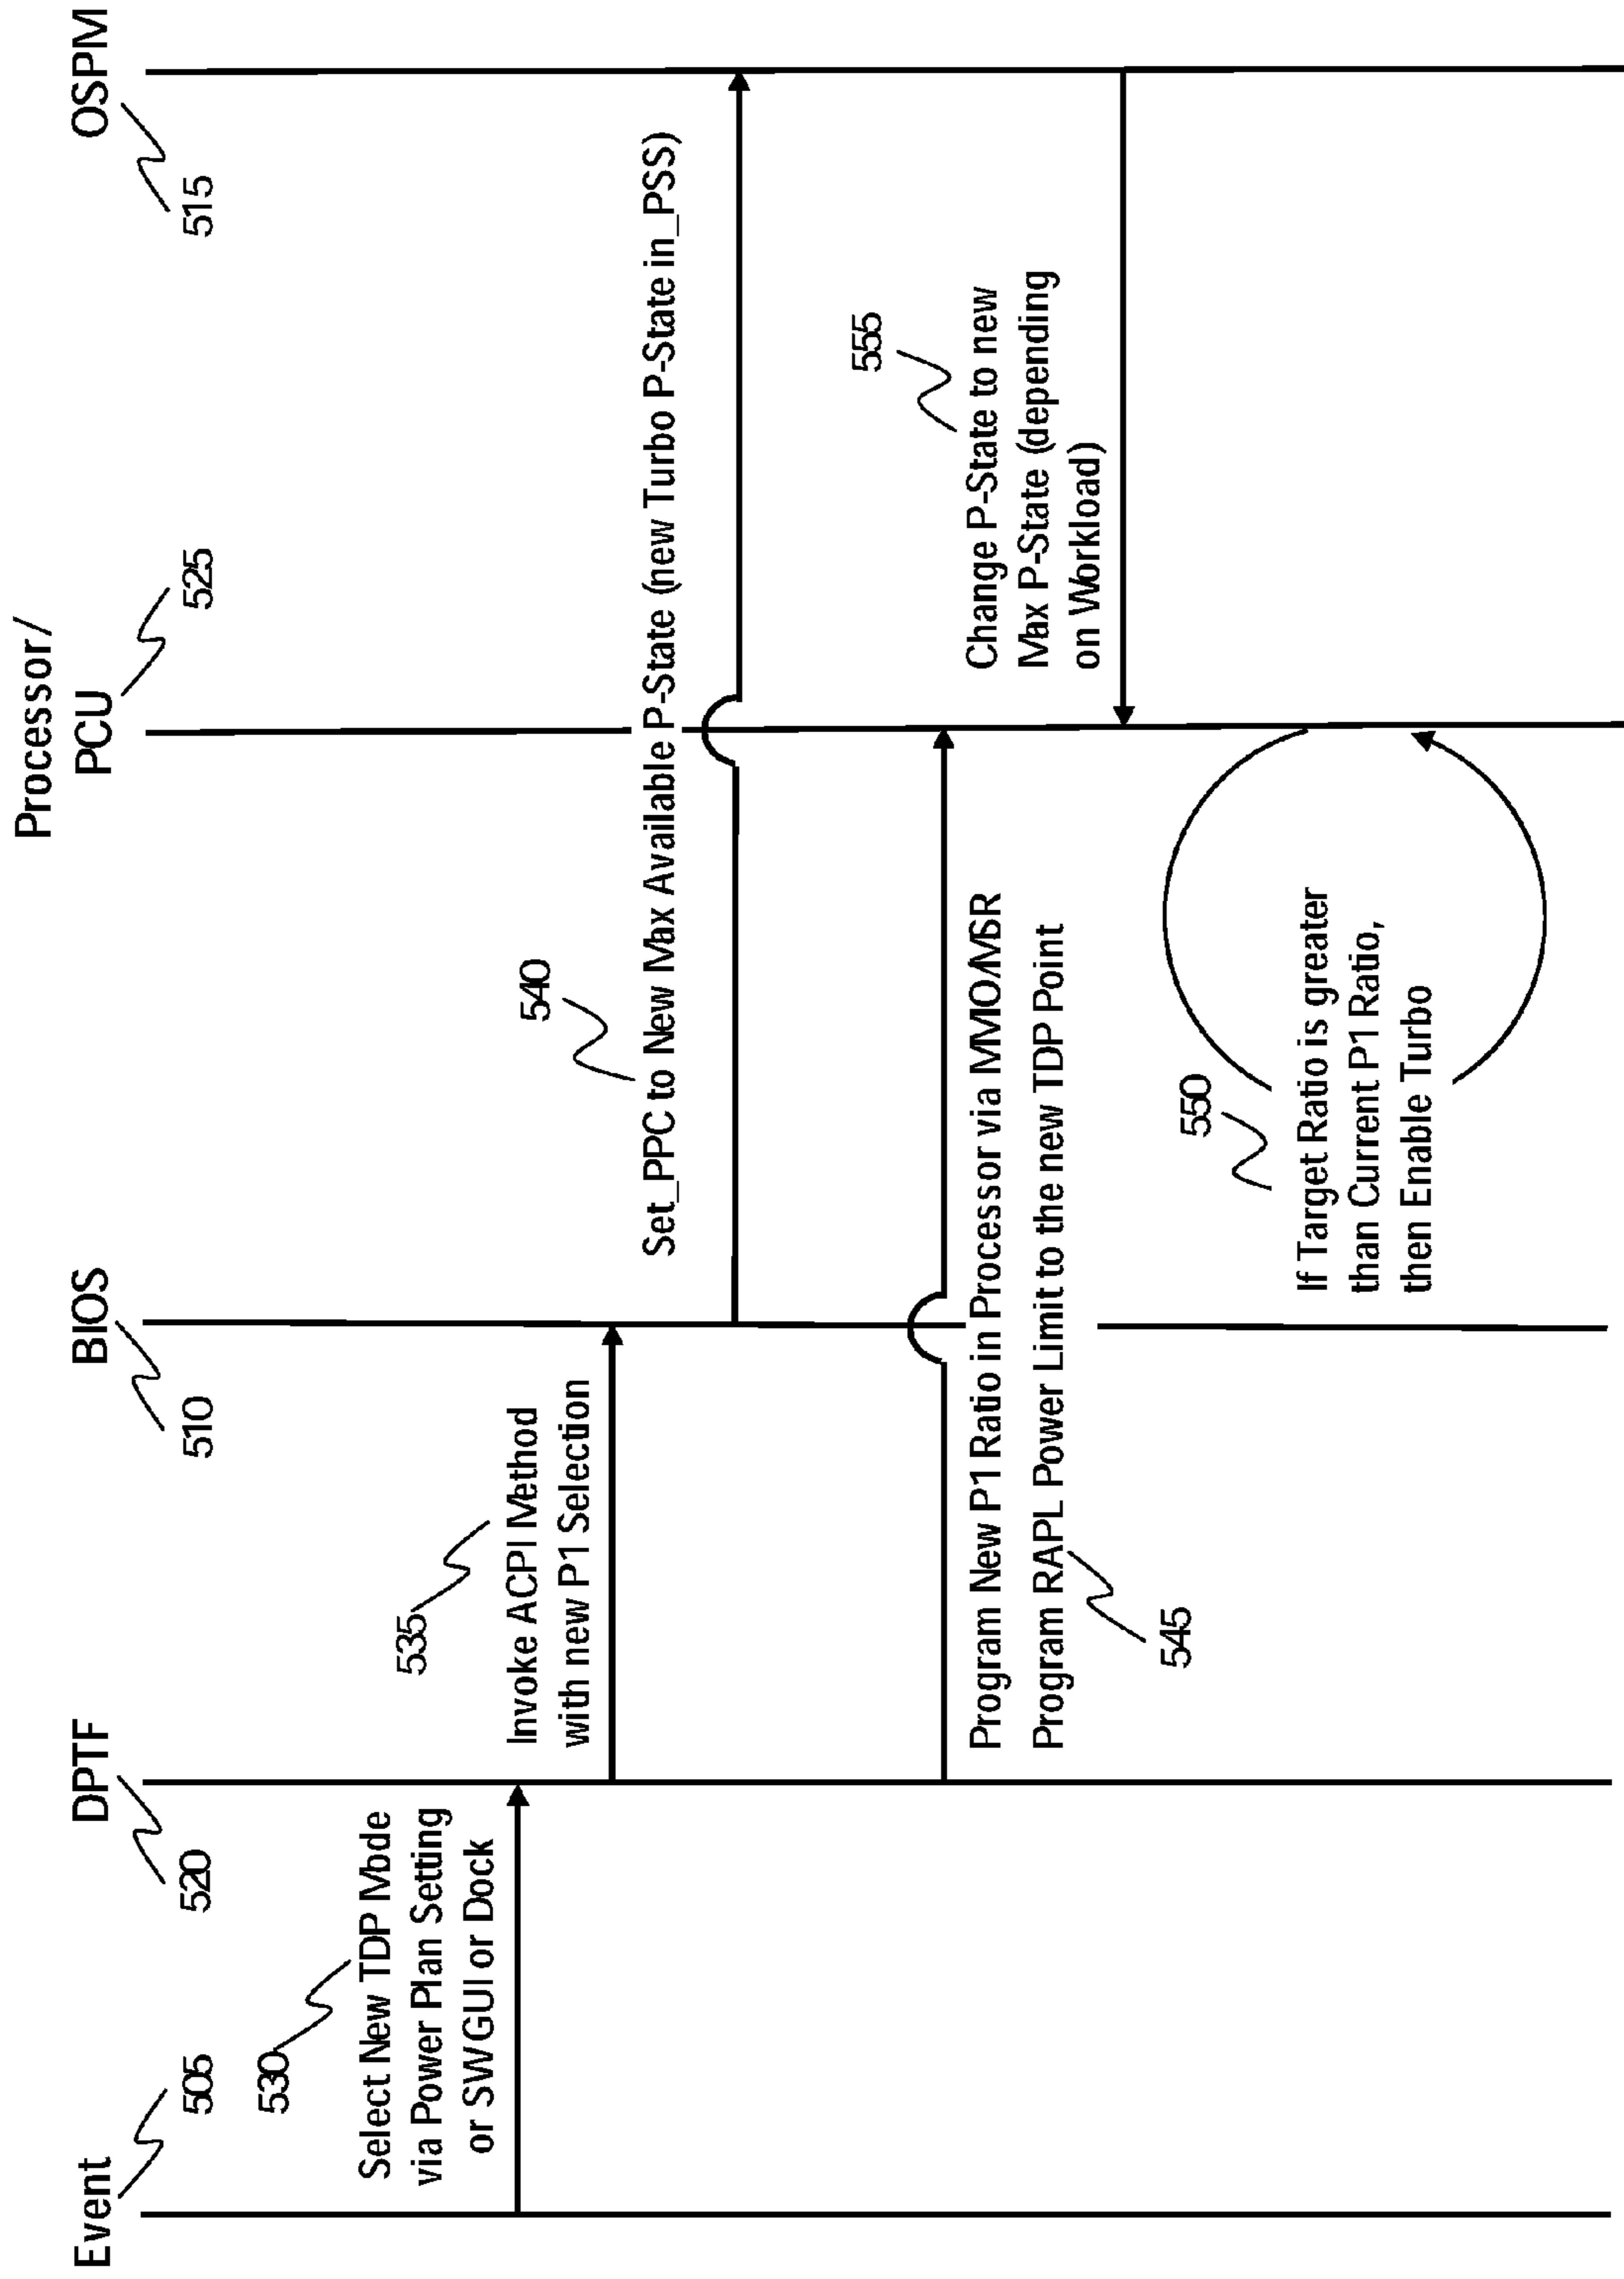 Event
505
DPTF
520
BIOS
510
Processor/
PCU
525
OSPM
515
530
Select New TDP Mode
via Power Plan Setting
or SWGUI or Dock
535
Invoke ACPI Method
with new P1 Selection
540
Set_PPC to New Max Available P-State (new Turbo P-State in_PSS)
Program New P1 Ratio in Processor via MMIO/MSR
Program RAPL Power Limit to the new TDP Point
545
555
Change P-State to new
Max P-State (depending
on Workload)
550
If Target Ratio is greater
than Current P1 Ratio,
then Enable Turbo